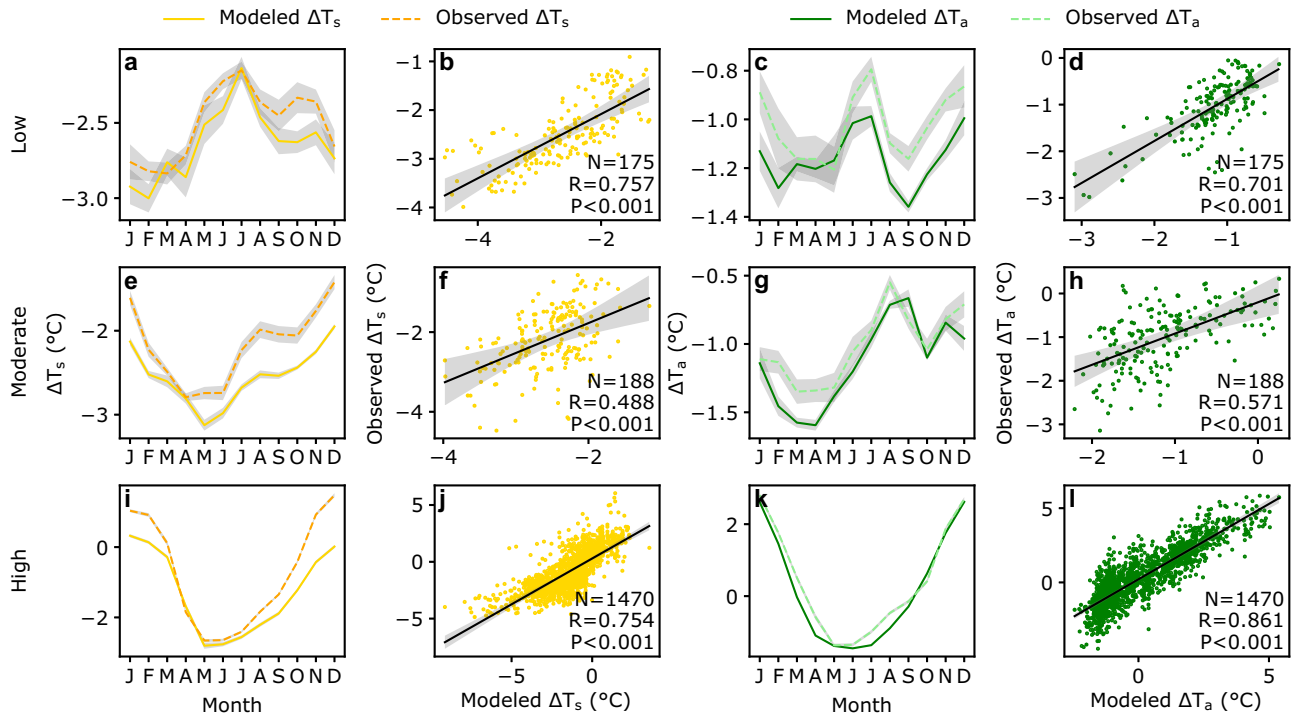 Modeled ΔTs Observed ΔTs Modeled ΔTa Observed ΔTa
Low
a
−2.5
−3.0
J F M A M J J A S O N D
b
−1
−2
−3
−4
N=175
R=0.757
P<0.001
−4 −2
c
−0.8
−1.0
−1.2
−1.4
J F M A M J J A S O N D
d
0
−1
−2
−3
N=175
R=0.701
P<0.001
−3 −2 −1
Moderate
ΔTs (°C)
e
−2
−3
J F M A M J J A S O N D
Observed ΔTs (°C)
f
−2
−4
N=188
R=0.488
P<0.001
−4 −2
ΔTa (°C)
g
−0.5
−1.0
−1.5
J F M A M J J A S O N D
Observed ΔTa (°C)
h
0
−1
−2
−3
N=188
R=0.571
P<0.001
−2 −1 0
High
i
0
−2
J F M A M J J A S O N D
Month
j
5
0
−5
N=1470
R=0.754
P<0.001
−5 0
Modeled ΔTs (°C)
k
2
0
J F M A M J J A S O N D
Month
l
5
0
N=1470
R=0.861
P<0.001
0 5
Modeled ΔTa (°C)